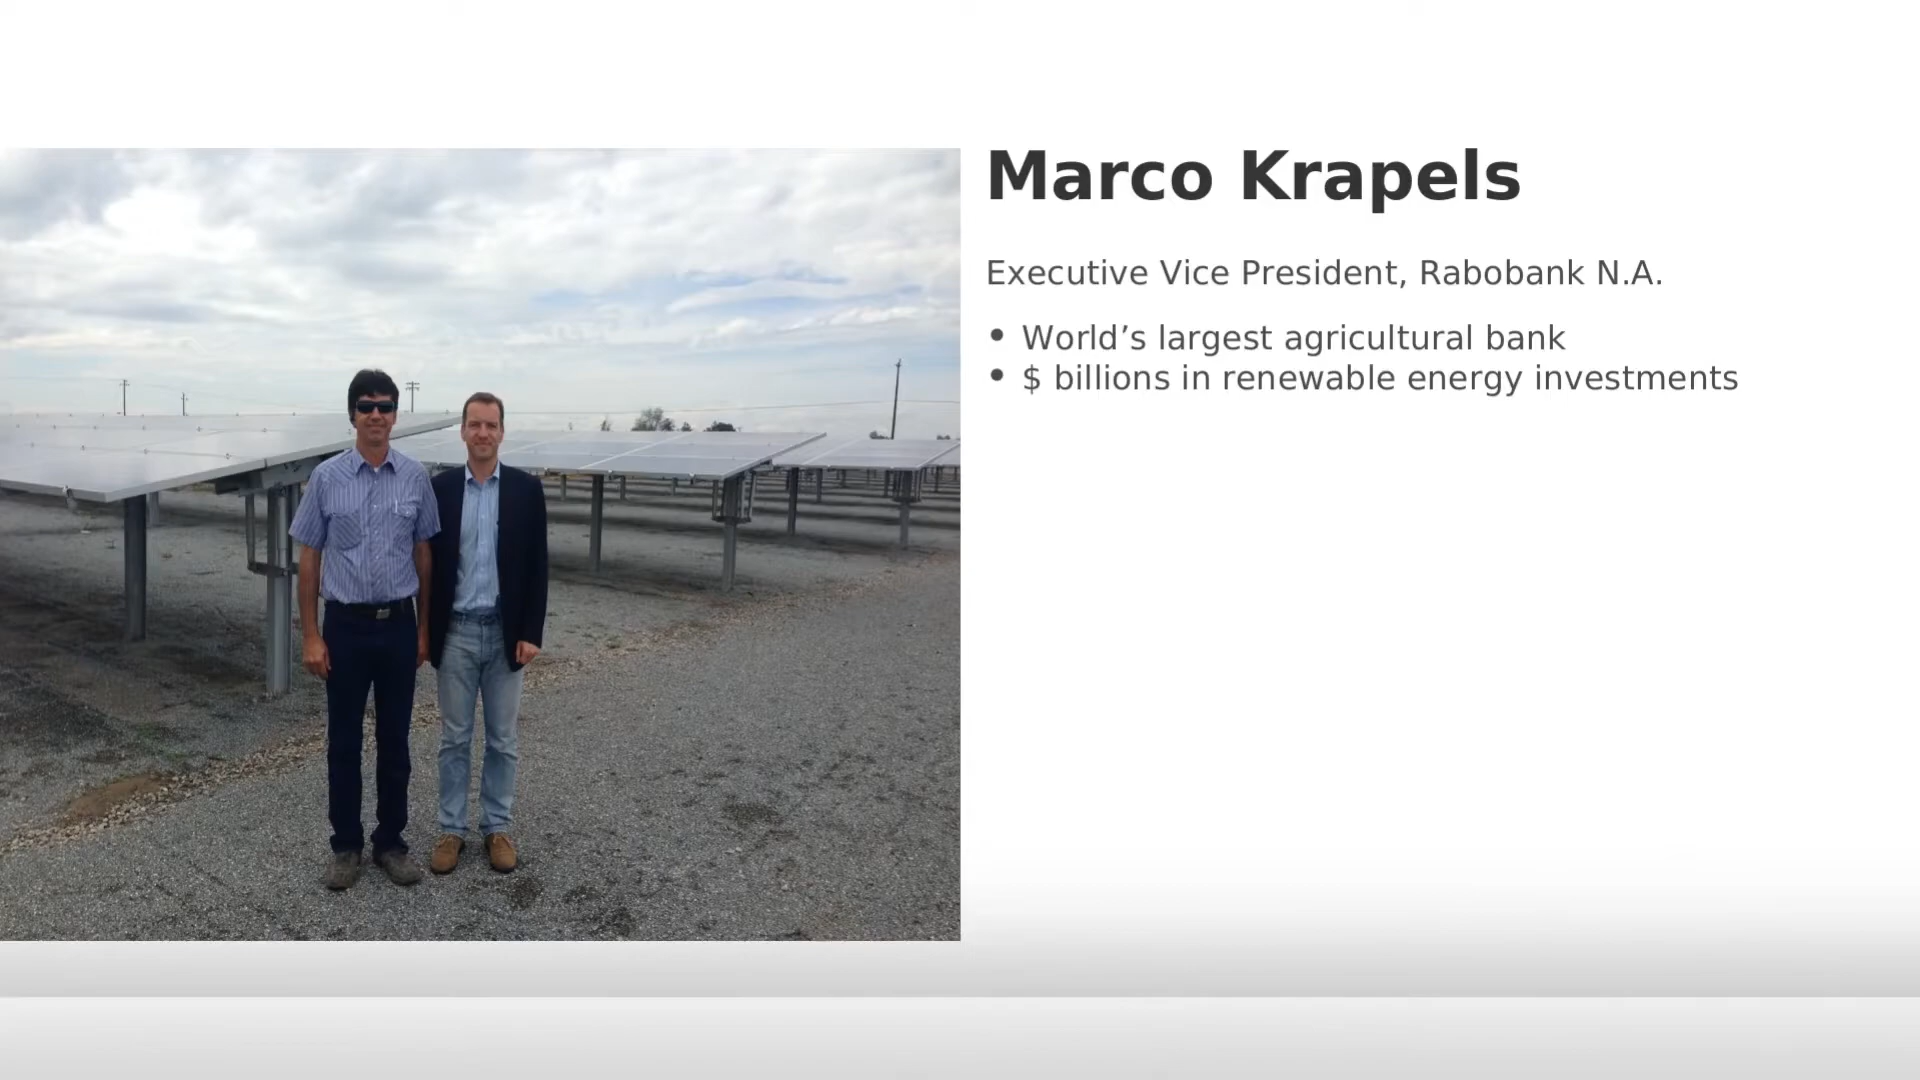 Marco Krapels
Executive Vice President, Rabobank N.A.
• World’s largest agricultural bank
• $ billions in renewable energy investments